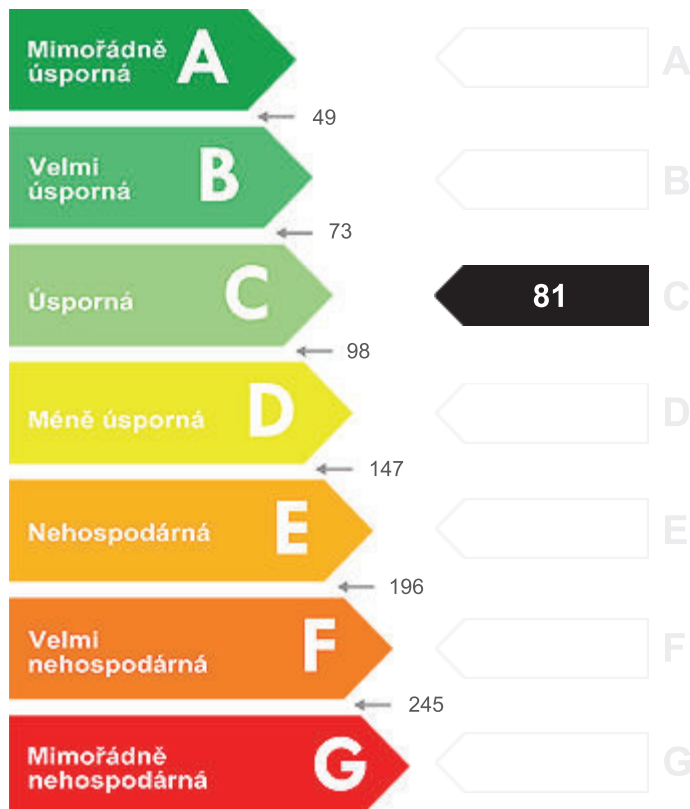 Mimořádně
úsporná
A
A
49
Velmi
úsporná
B
B
73
Úsporná
C
81
C
98
Méně úsporná
D
D
147
Nehospodárná
E
E
196
Velmi
nehospodárná
F
F
245
Mimořádně
nehospodárná
G
G